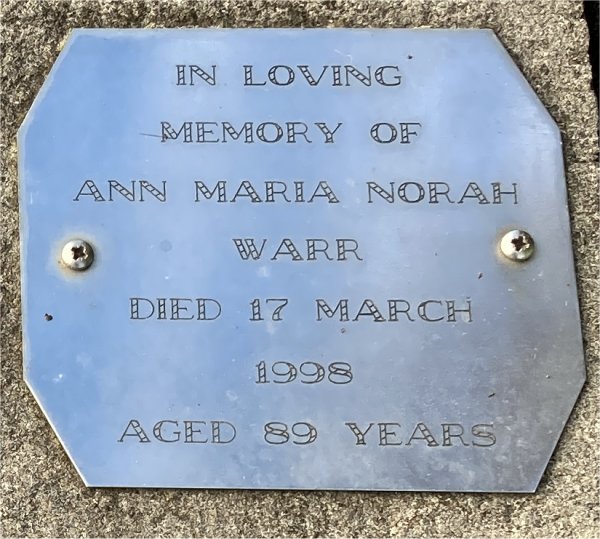 IN LOVING
MEMORY OF
ANN MARIA NORAH
WARR
DIED 17 MARCH
1998
AGED 89 YEARS